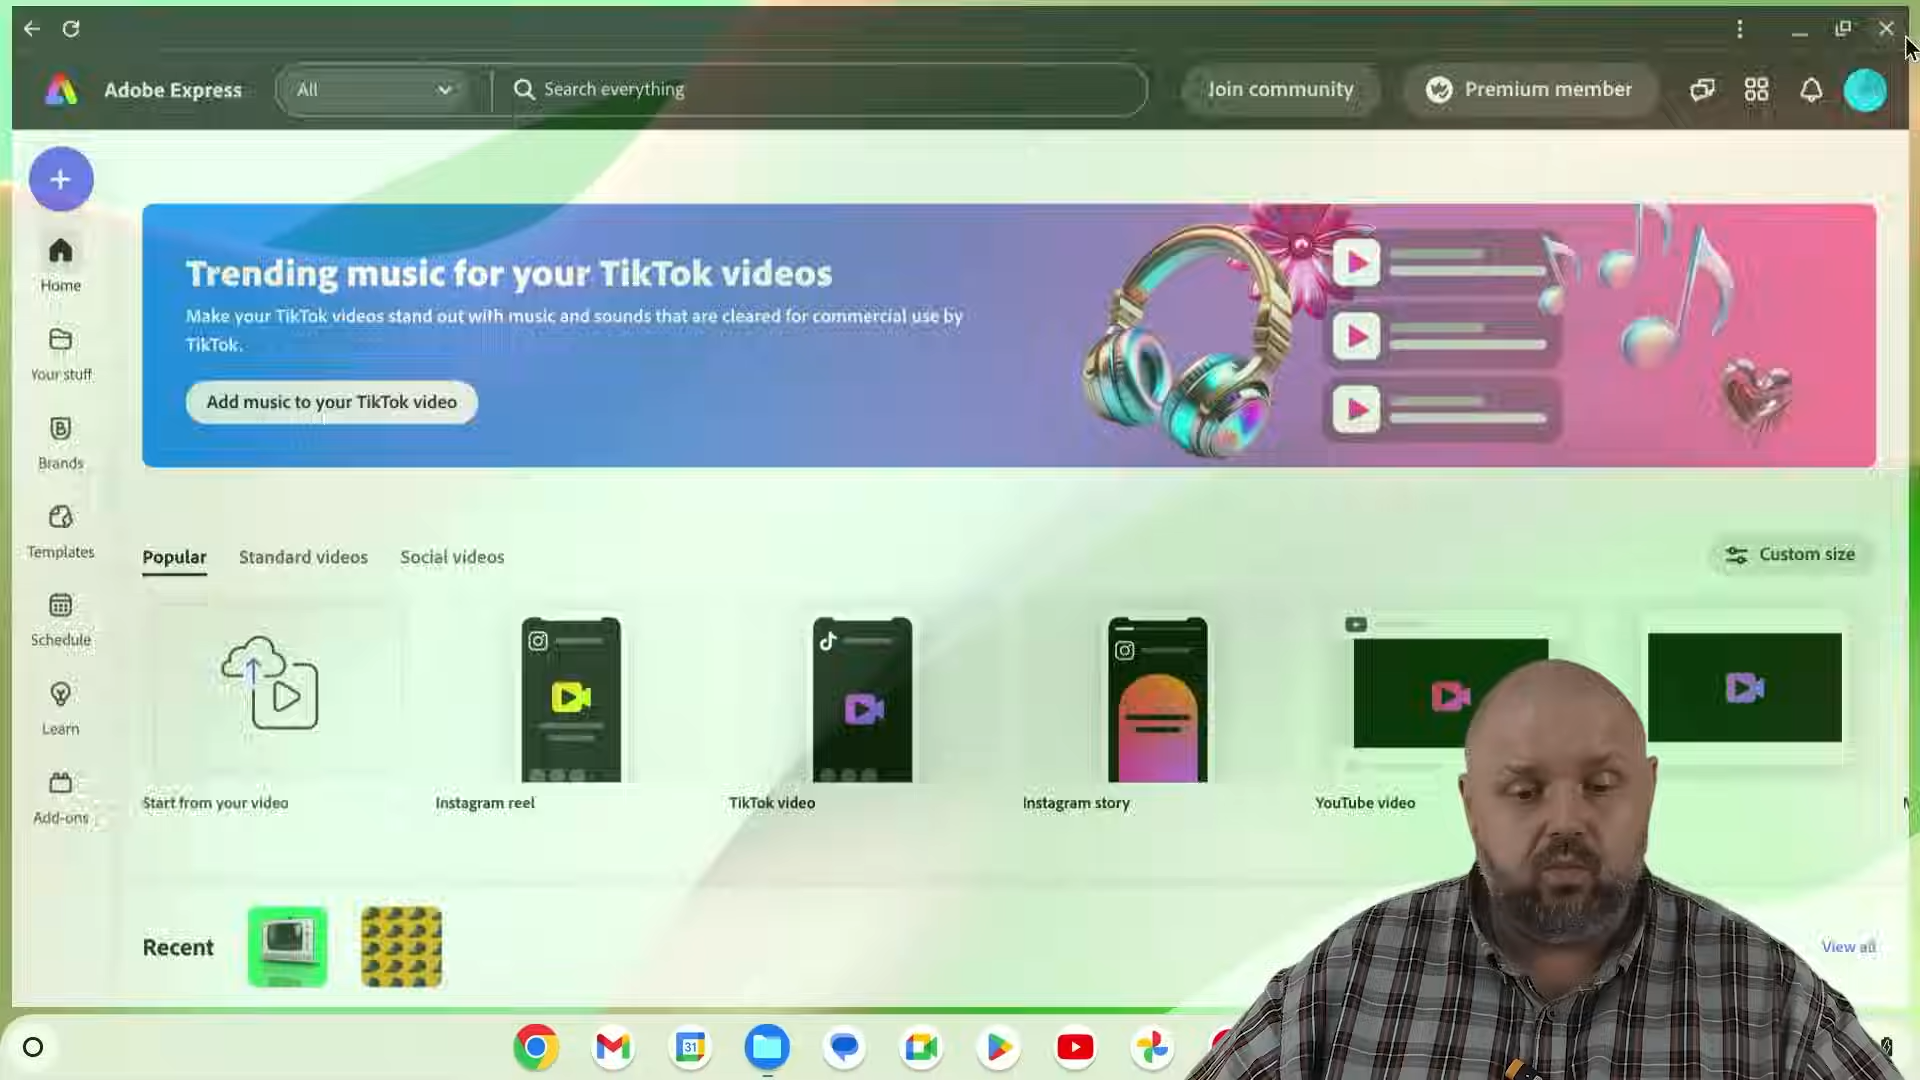 Adobe Express
All
Search everything
Join community
Premium member
Home
Your stuff
Brands
Templates
Schedule
Learn
Add-ons
Trending music for your TikTok videos
Make your TikTok videos stand out with music and sounds that are cleared for commercial use by
TikTok.
Add music to your TikTok video
Popular
Standard videos
Social videos
Custom size
Start from your video
Instagram reel
TikTok video
Instagram story
YouTube video
Recent
View all
31